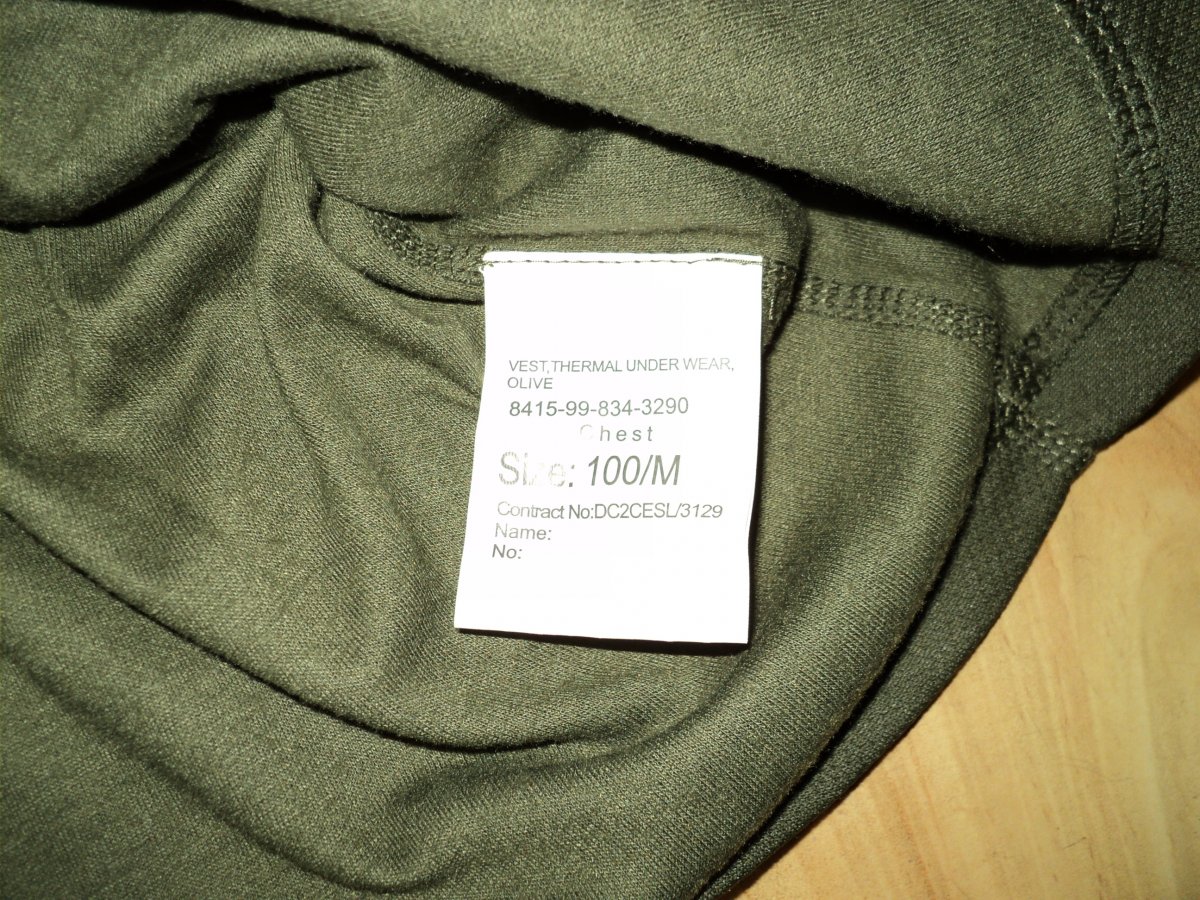 VEST,THERMAL UNDER WEAR,
OLIVE
8415-99-834-3290
Chest
Size: 100/M
Contract No:DC2CESL/3129
Name:
No: